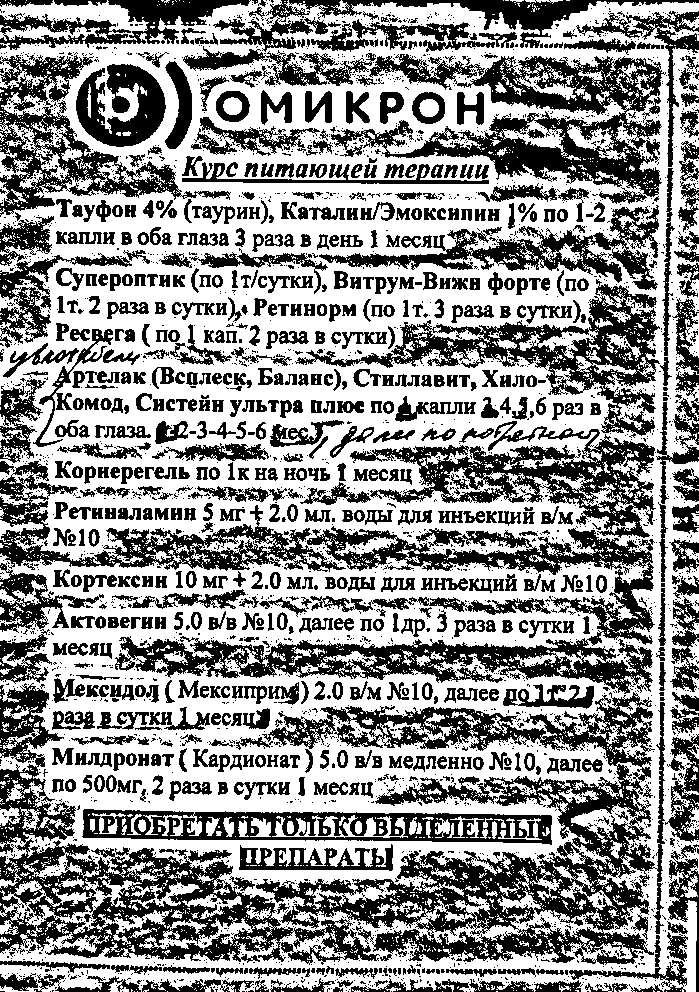 ОМИКРОН
Курс питающей терапии
Тауфон 4% (таурин), Каталин/Эмоксипин 1% по 1-2
капли в оба глаза 3 раза в день 1 месяц
Супероптик (по 1т/сутки), Витрум-Вижн форте (по
1т. 2 раза в сутки), Ретинорм (по 1т. 3 раза в сутки),
Ресвега ( по 1 кап. 2 раза в сутки)
Артелак (Всплеск, Баланс), Стиллавит, Хило-
Комод, Систейн ультра плюс по капли 4,5,6 раз в
оба глаза. 2-3-4-5-6 мес. далее по
Корнерегель по 1к на ночь 1 месяц
Ретиналамин 5 мг + 2.0 мл. воды для инъекций в/м
№10
Кортексин 10 мг + 2.0 мл. воды для инъекций в/м №10
Актовегин 5.0 в/в №10, далее по 1др. 3 раза в сутки 1
месяц
Мексидол ( Мексиприм) 2.0 в/м №10, далее по 1т. 2
раза в сутки 1 месяц
Милдронат ( Кардионат ) 5.0 в/в медленно №10, далее
по 500мг, 2 раза в сутки 1 месяц
ПРИОБРЕТАТЬ ТОЛЬКО ВЫДЕЛЕННЫЕ
ПРЕПАРАТЫ